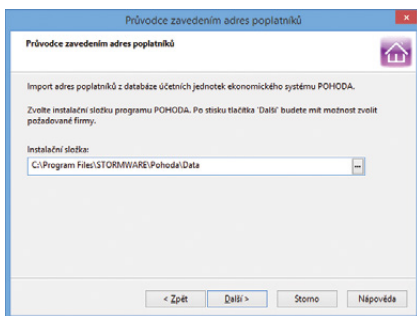 Průvodce zavedením adres poplatníků
Průvodce zavedením adres poplatníků
Import adres poplatníků z databáze účetních jednotek ekonomického systému POHODA.
Zvolte instalační složku programu POHODA. Po stisku tlačítka 'Další' budete mít možnost zvolit
požadované firmy.
Instalační složka:
C:\Program Files\STORMWARE\Pohoda\Data
...
< Zpět
Další >
Storno
Nápověda